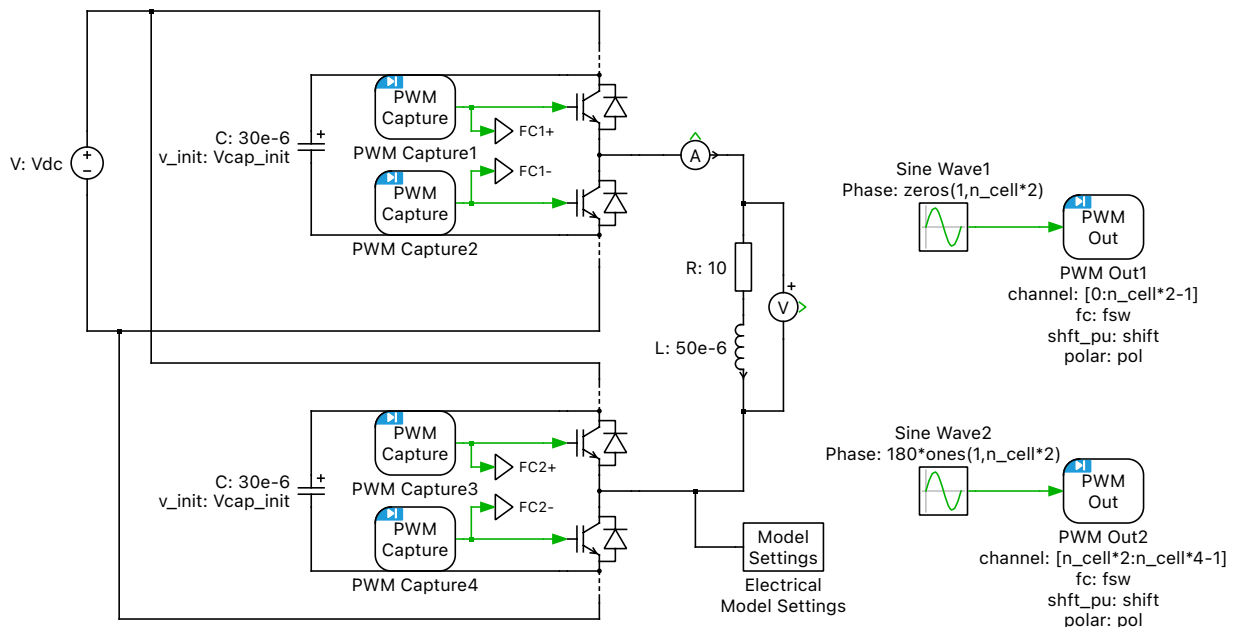 V: Vdc
+
−
C: 30e-6
v_init: Vcap_init
+
PWM
Capture
PWM Capture1
FC1+
FC1-
PWM
Capture
PWM Capture2
A
R: 10
L: 50e-6
+
V
C: 30e-6
v_init: Vcap_init
+
PWM
Capture
PWM Capture3
FC2+
FC2-
PWM
Capture
PWM Capture4
Model
Settings
Electrical
Model Settings
Sine Wave1
Phase: zeros(1,n_cell*2)
PWM
Out
PWM Out1
channel: [0:n_cell*2-1]
fc: fsw
shft_pu: shift
polar: pol
Sine Wave2
Phase: 180*ones(1,n_cell*2)
PWM
Out
PWM Out2
channel: [n_cell*2:n_cell*4-1]
fc: fsw
shft_pu: shift
polar: pol